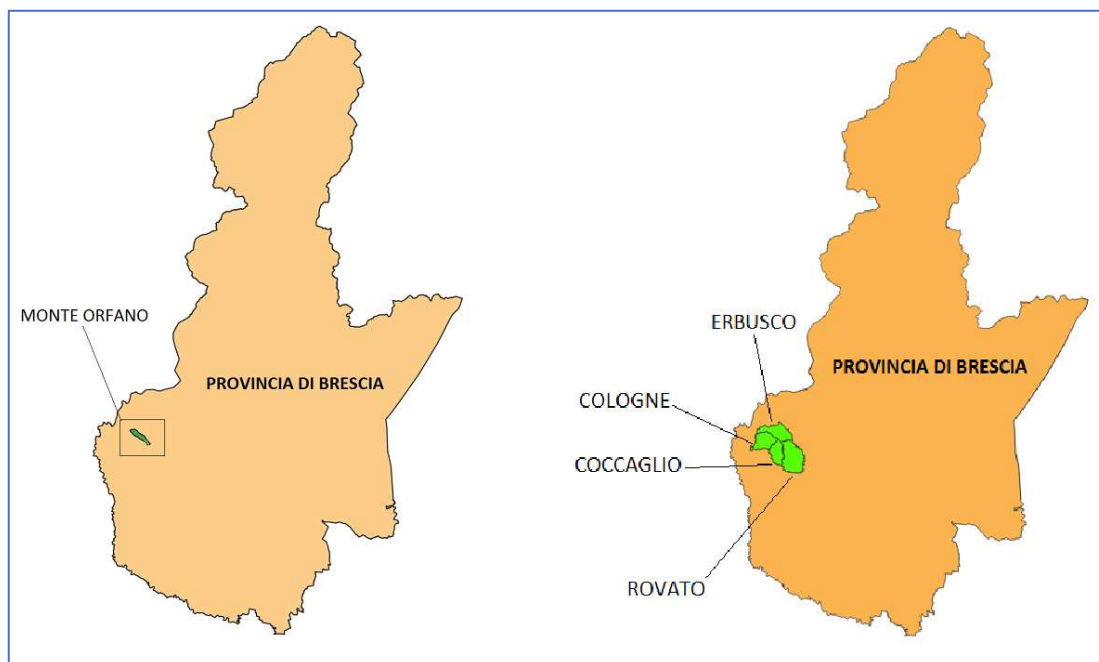 MONTE ORFANO
PROVINCIA DI BRESCIA
ERBUSCO
PROVINCIA DI BRESCIA
COLOGNE
COCCAGLIO
ROVATO